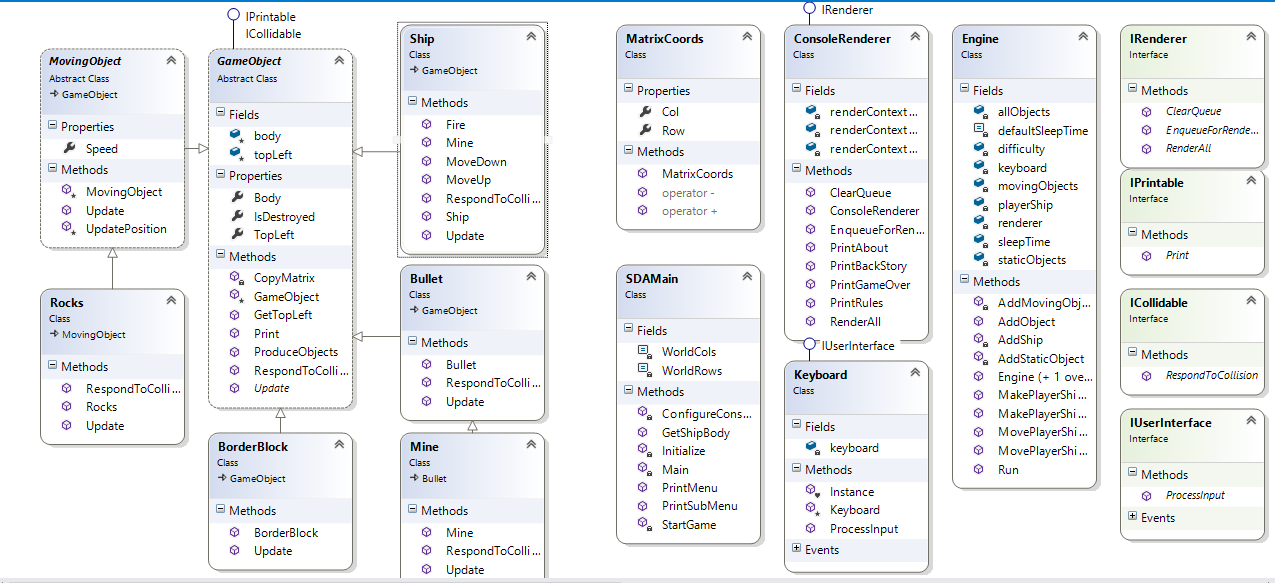 IPrintable
ICollidable
MovingObject
Abstract Class
GameObject
Properties
Speed
Methods
MovingObject
Update
UpdatePosition
Rocks
Class
MovingObject
Methods
RespondToColli...
Rocks
Update
GameObject
Abstract Class
Fields
body
topLeft
Properties
Body
IsDestroyed
TopLeft
Methods
CopyMatrix
GameObject
GetTopLeft
Print
ProduceObjects
RespondToColli...
Update
BorderBlock
Class
GameObject
Methods
BorderBlock
Update
Ship
Class
GameObject
Methods
Fire
Mine
MoveDown
MoveUp
RespondToColli...
Ship
Update
Bullet
Class
GameObject
Methods
Bullet
RespondToColli...
Update
Mine
Class
Bullet
Methods
Mine
RespondToColli...
Update
MatrixCoords
Class
Properties
Col
Row
Methods
MatrixCoords
operator -
operator +
SDAMain
Class
Fields
WorldCols
WorldRows
Methods
ConfigureCons...
GetShipBody
Initialize
Main
PrintMenu
PrintSubMenu
StartGame
IRenderer
ConsoleRenderer
Class
Fields
renderContext...
renderContext...
renderContext...
Methods
ClearQueue
ConsoleRenderer
EnqueueForRen...
PrintAbout
PrintBackStory
PrintGameOver
PrintRules
RenderAll
IUserInterface
Keyboard
Class
Fields
keyboard
Methods
Instance
Keyboard
ProcessInput
Events
Engine
Class
Fields
allObjects
defaultSleepTime
difficulty
keyboard
movingObjects
playerShip
renderer
sleepTime
staticObjects
Methods
AddMovingObj...
AddObject
AddShip
AddStaticObject
Engine (+ 1 ove...
MakePlayerShi...
MakePlayerShi...
MovePlayerShi...
MovePlayerShi...
Run
IRenderer
Interface
Methods
ClearQueue
EnqueueForRende...
RenderAll
IPrintable
Interface
Methods
Print
ICollidable
Interface
Methods
RespondToCollision
IUserInterface
Interface
Methods
ProcessInput
Events